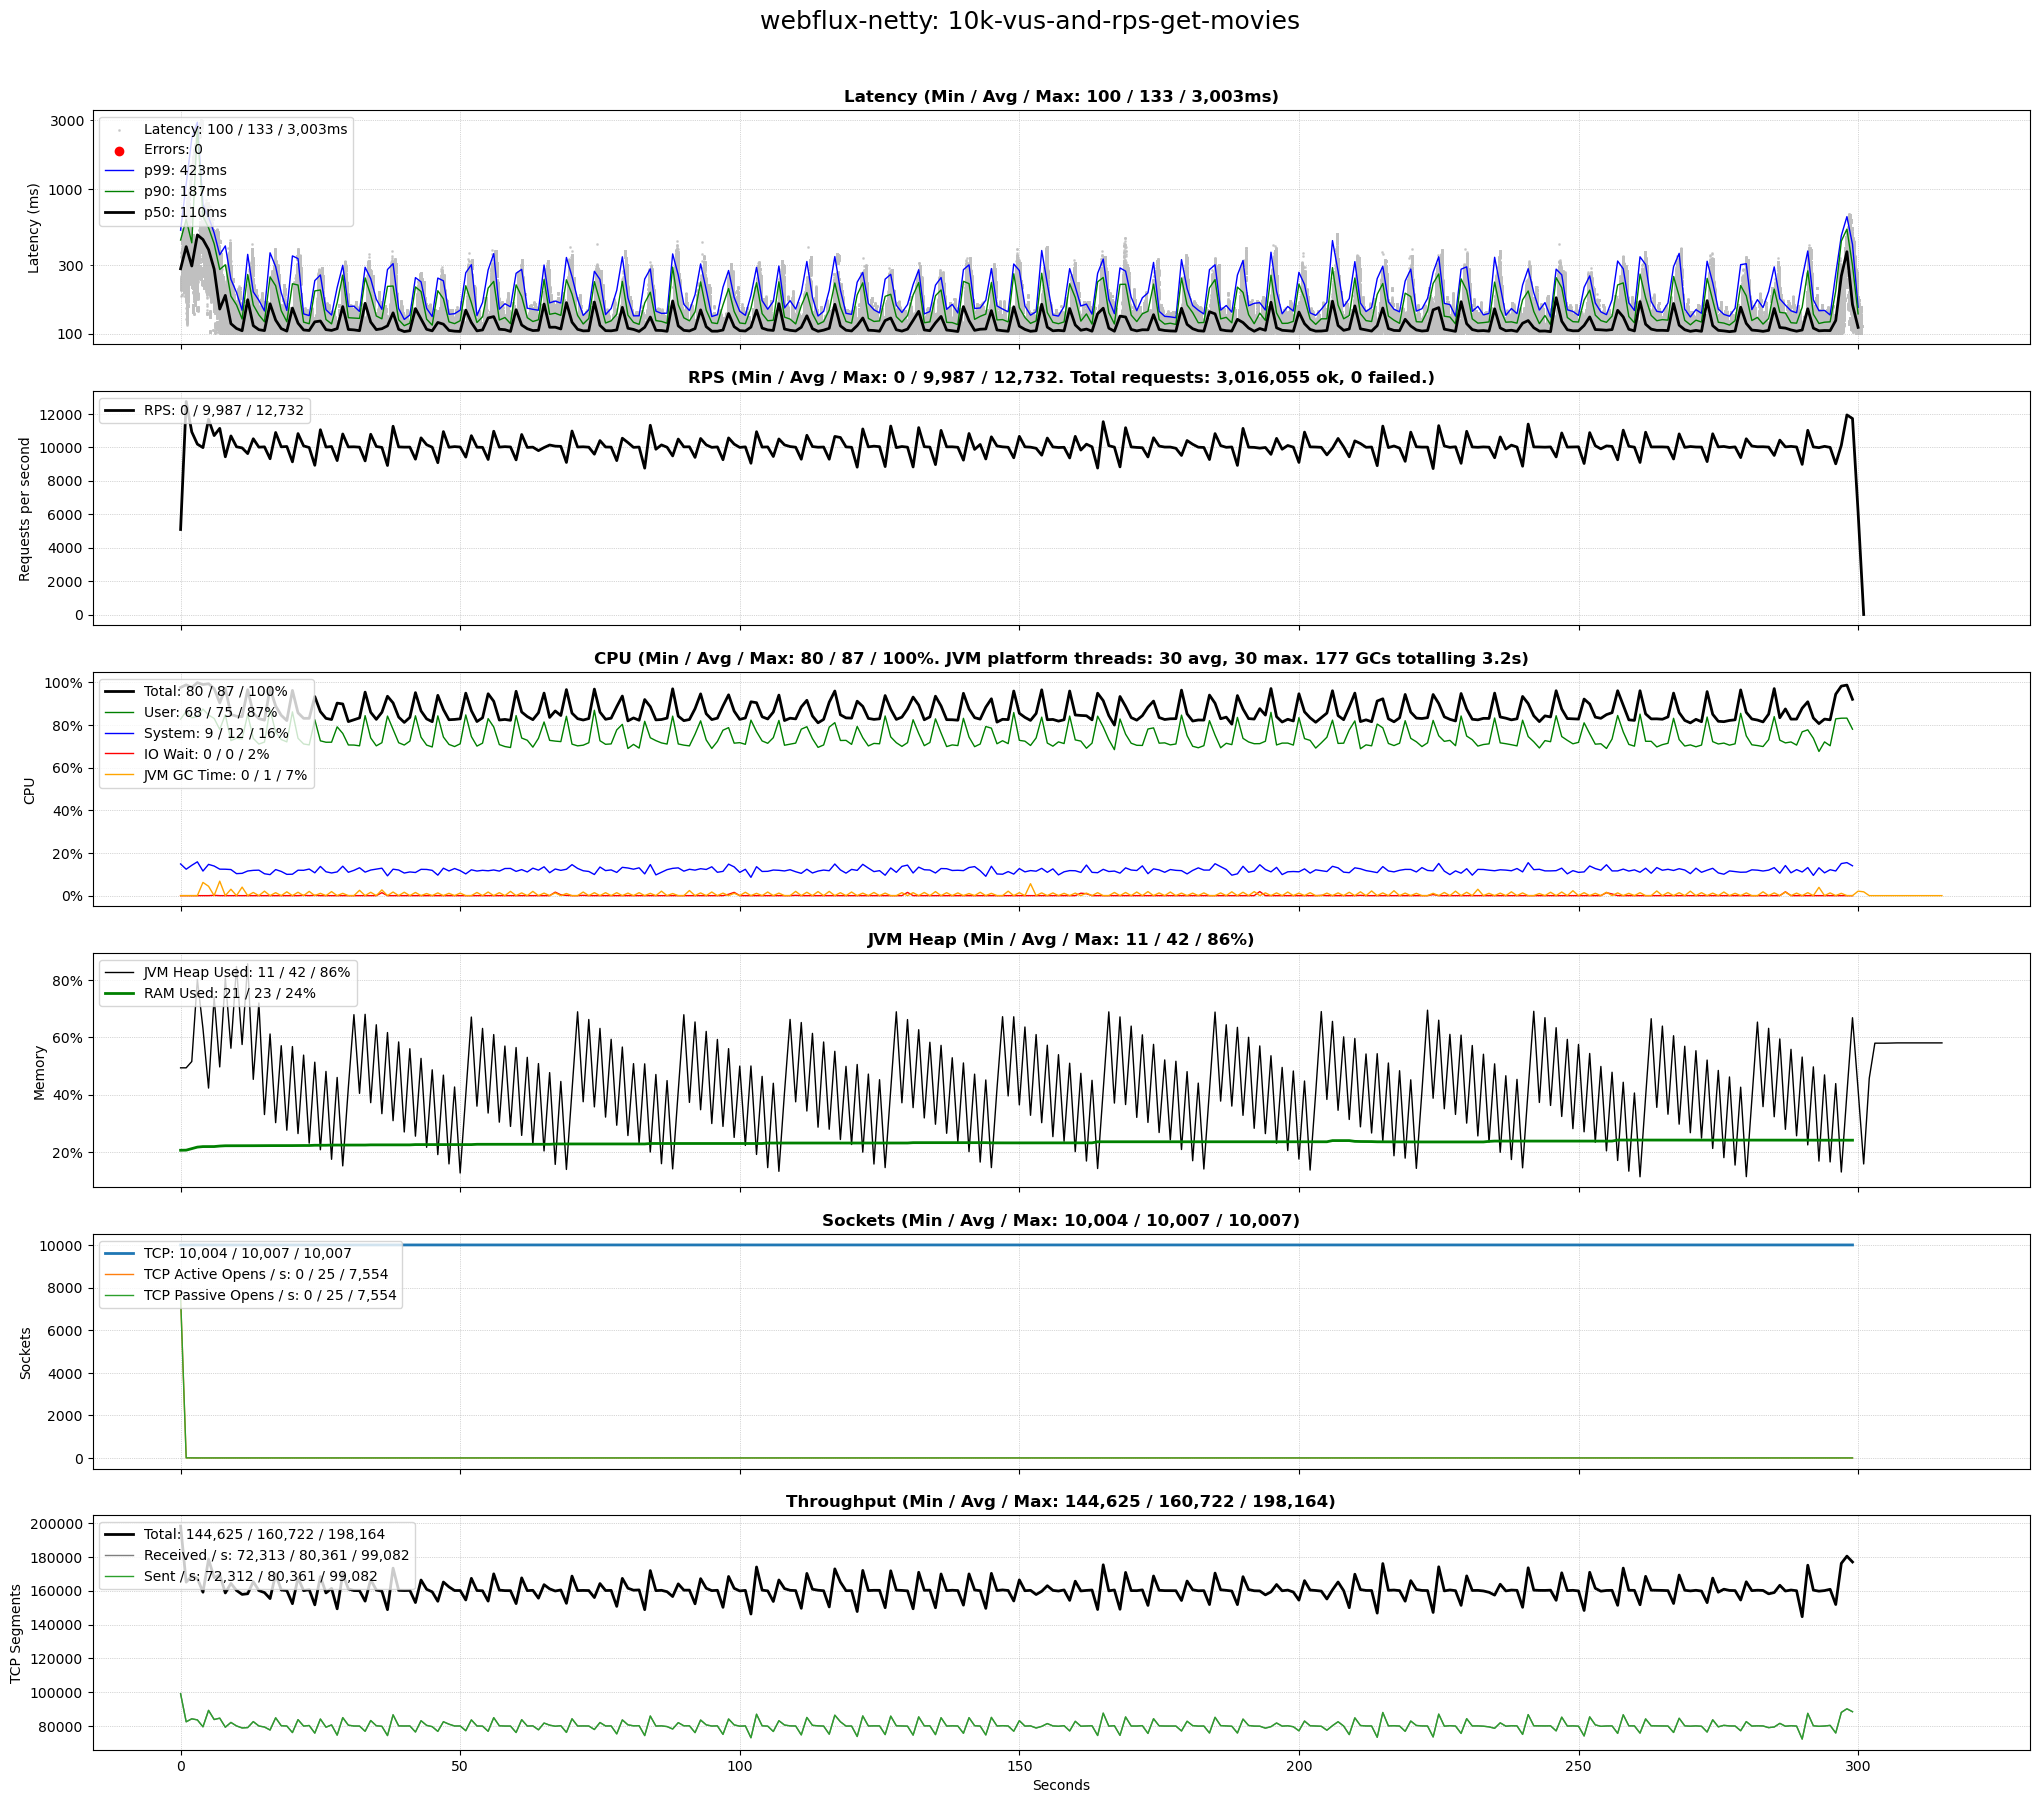 webflux-netty: 10k-vus-and-rps-get-movies
Latency (Min / Avg / Max: 100 / 133 / 3,003ms)
3000
1000
300
100
Latency (ms)
Latency: 100 / 133 / 3,003ms
Errors: 0
p99: 423ms
p90: 187ms
p50: 110ms
RPS (Min / Avg / Max: 0 / 9,987 / 12,732. Total requests: 3,016,055 ok, 0 failed.)
12000
10000
8000
6000
4000
2000
0
Requests per second
RPS: 0 / 9,987 / 12,732
CPU (Min / Avg / Max: 80 / 87 / 100%. JVM platform threads: 30 avg, 30 max. 177 GCs totalling 3.2s)
100%
80%
60%
40%
20%
0%
CPU
Total: 80 / 87 / 100%
User: 68 / 75 / 87%
System: 9 / 12 / 16%
IO Wait: 0 / 0 / 2%
JVM GC Time: 0 / 1 / 7%
JVM Heap (Min / Avg / Max: 11 / 42 / 86%)
80%
60%
40%
20%
Memory
JVM Heap Used: 11 / 42 / 86%
RAM Used: 21 / 23 / 24%
Sockets (Min / Avg / Max: 10,004 / 10,007 / 10,007)
10000
8000
6000
4000
2000
0
Sockets
TCP: 10,004 / 10,007 / 10,007
TCP Active Opens / s: 0 / 25 / 7,554
TCP Passive Opens / s: 0 / 25 / 7,554
Throughput (Min / Avg / Max: 144,625 / 160,722 / 198,164)
200000
180000
160000
140000
120000
100000
80000
TCP Segments
Total: 144,625 / 160,722 / 198,164
Received / s: 72,313 / 80,361 / 99,082
Sent / s: 72,312 / 80,361 / 99,082
0 50 100 150 200 250 300
Seconds